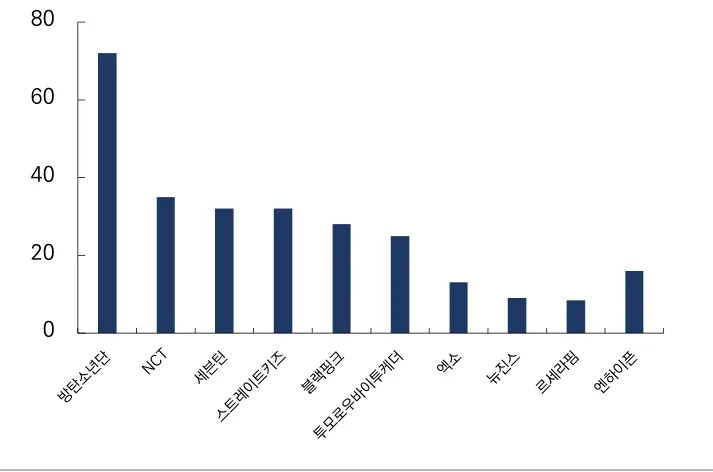 80
60
40
20
0
방탄소년단
NCT
세븐틴
스트레이트키즈
블랙핑크
투모로우바이투게더
엑소
뉴진스
르세라핌
엔하이픈